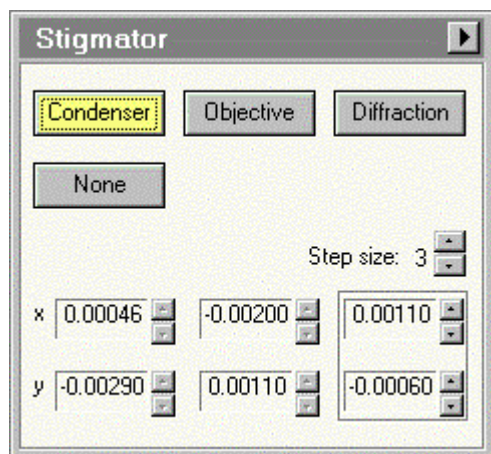 Stigmator
Condenser Objective Diffraction
None
Step size: 3
x 0.00046 -0.00200 0.00110
y -0.00290 0.00110 -0.00060